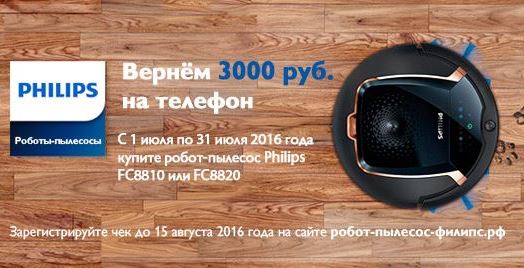 Вернём 3000 руб.
на телефон
PHILIPS
Роботы-пылесосы
С 1 июля по 31 июля 2016 года
купите робот-пылесос Philips
FC8810 или FC8820
PHILIPS
Зарегистрируйте чек до 15 августа 2016 года на сайте робот-пылесос-филипс.рф